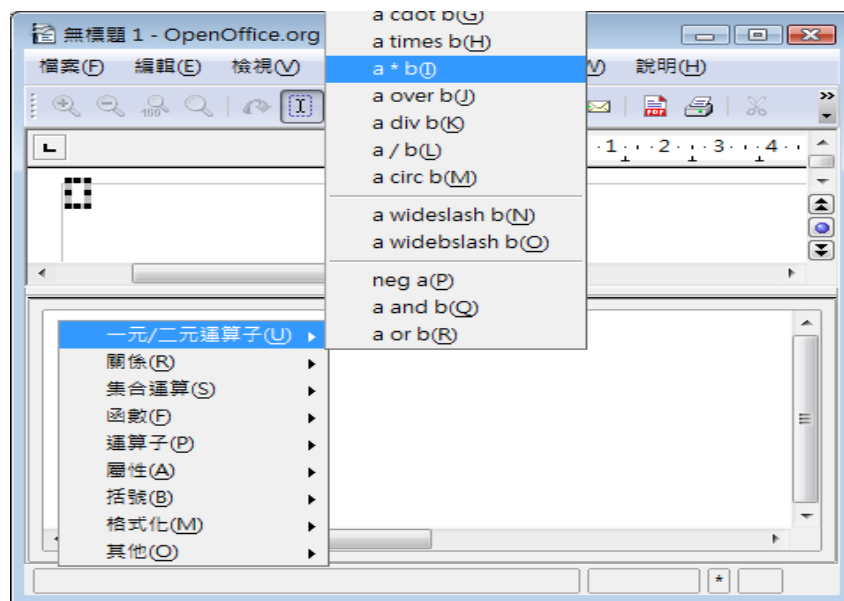 無標題 1 - OpenOffice.org
檔案(F) 編輯(E) 檢視(V) V) 說明(H)
100
PDF
·1· ·2· ·3· ·4·
a cdot b(G)
a times b(H)
a * b(I)
a over b(J)
a div b(K)
a / b(L)
a circ b(M)
a wideslash b(N)
a widebslash b(O)
neg a(P)
a and b(Q)
a or b(R)
一元/二元運算子(U)
關係(R)
集合運算(S)
函數(F)
運算子(P)
屬性(A)
括號(B)
格式化(M)
其他(O)
*